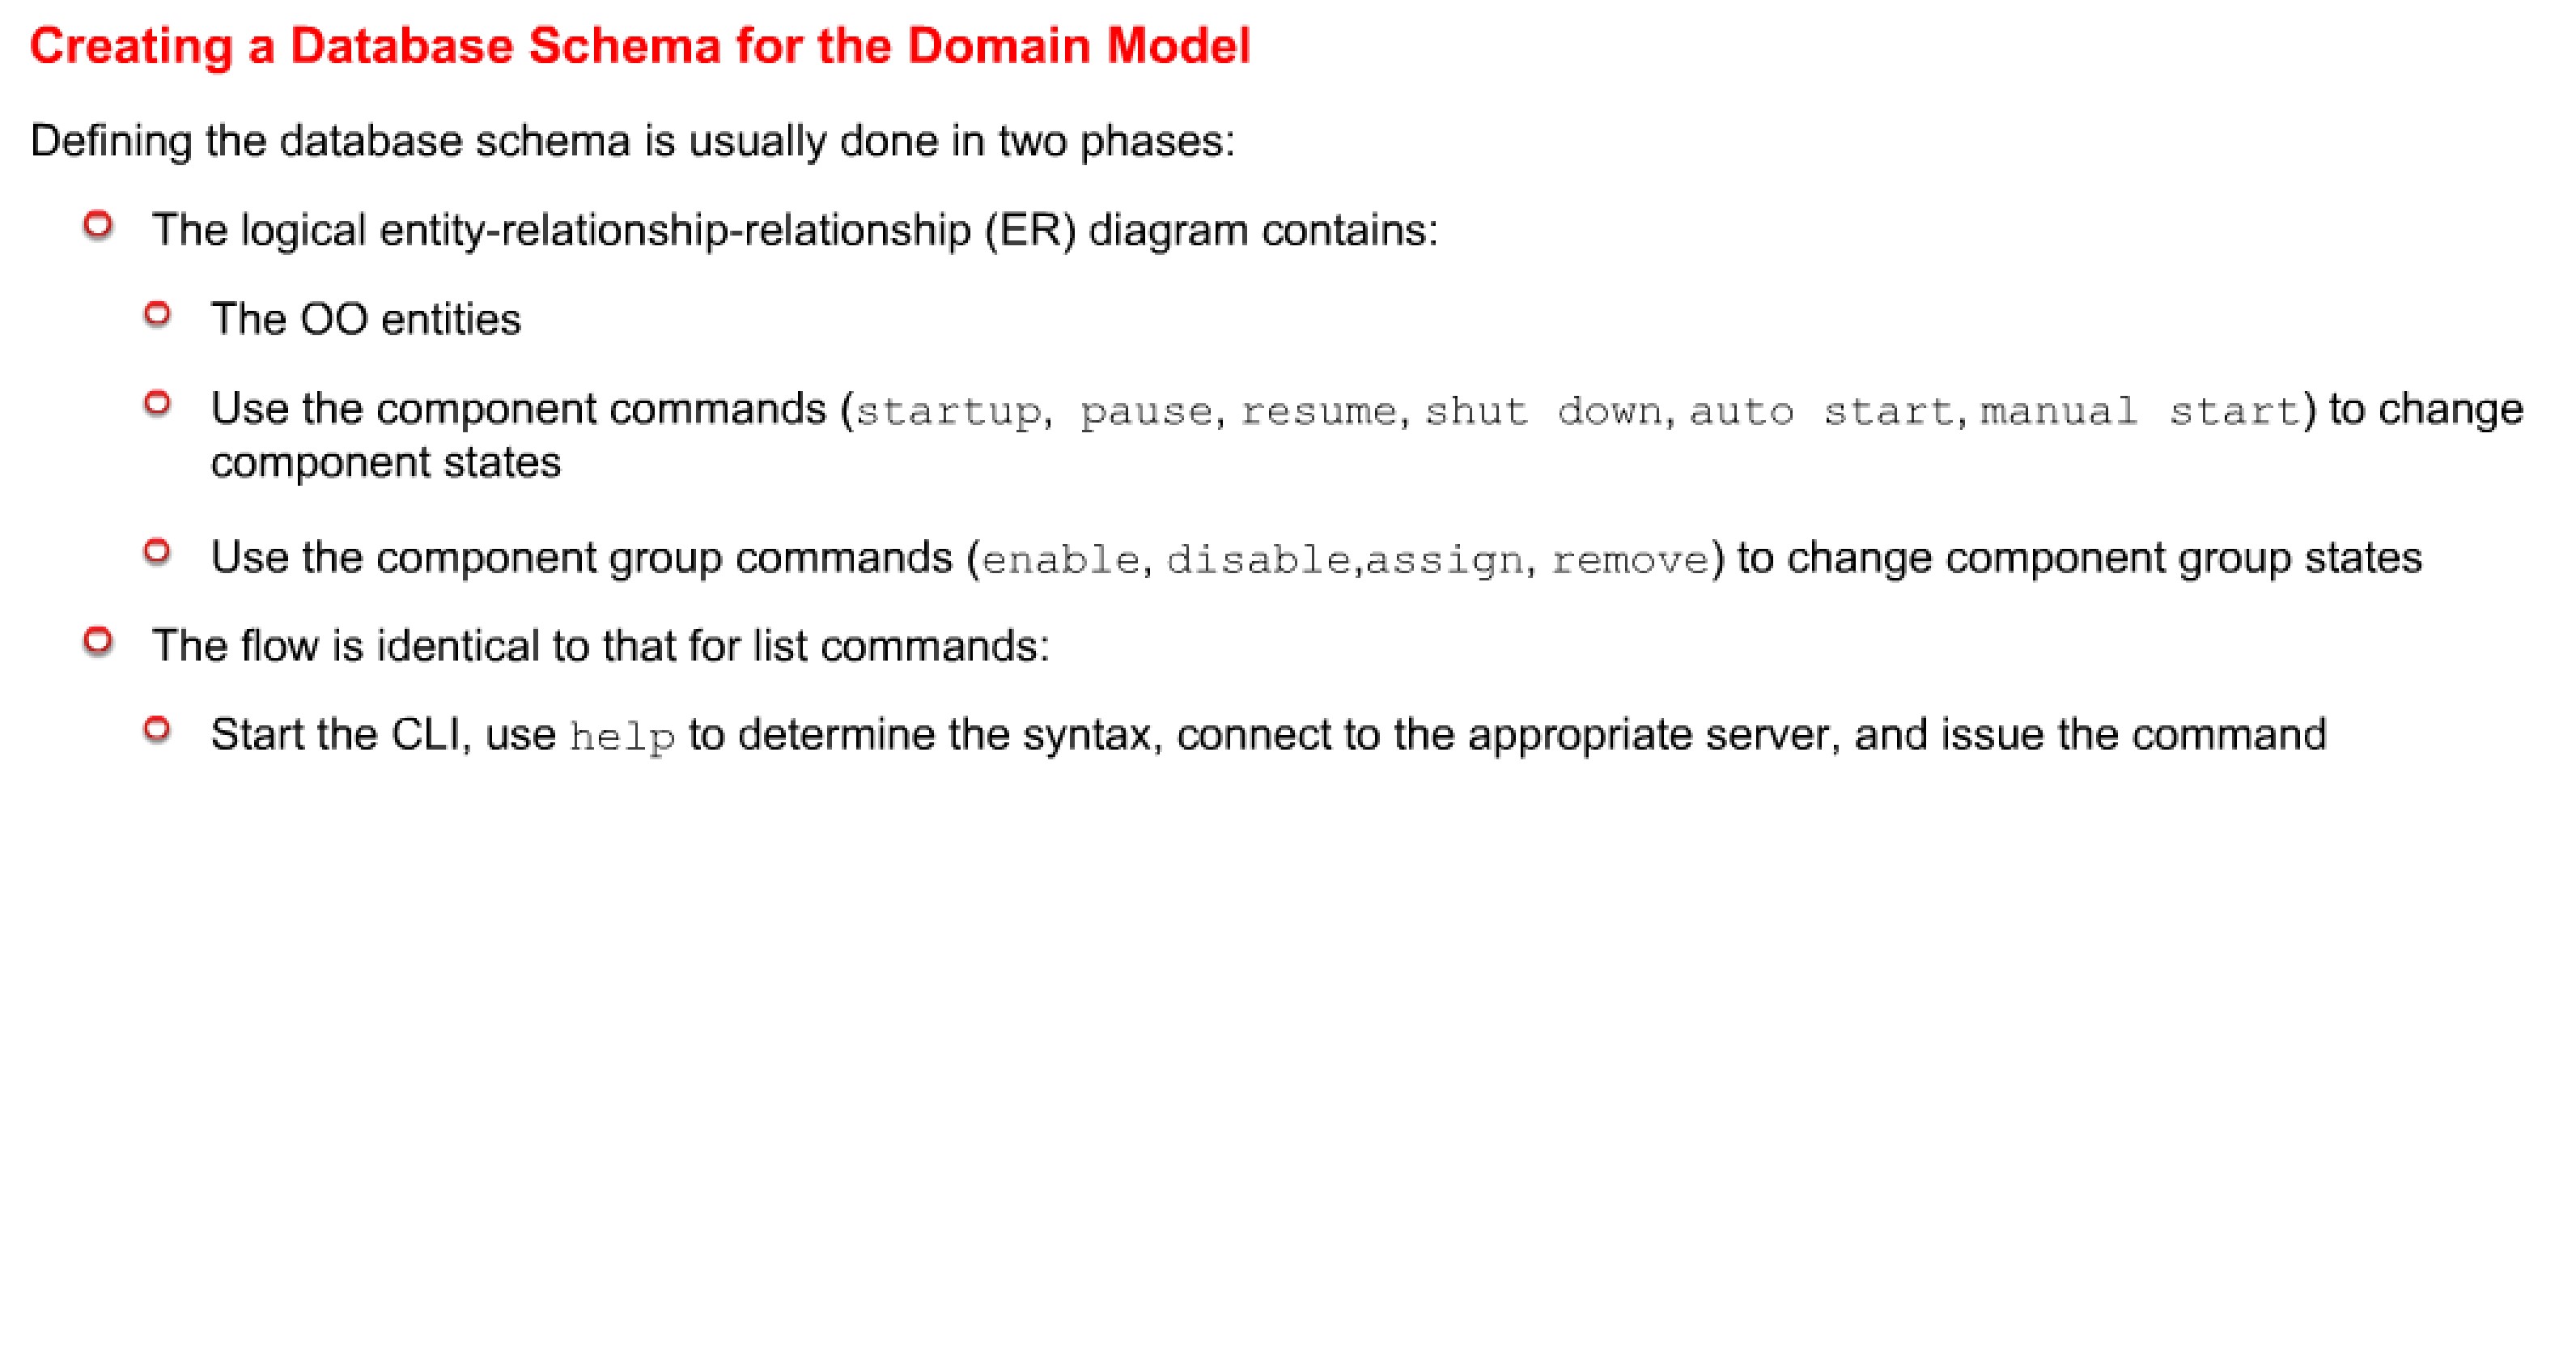 Creating a Database Schema for the Domain Model
Defining the database schema is usually done in two phases:
The logical entity-relationship-relationship (ER) diagram contains:
The OO entities
Use the component commands (startup, pause, resume, shut down, auto start, manual start) to change
component states
Use the component group commands (enable, disable,assign, remove) to change component group states
The flow is identical to that for list commands:
Start the CLI, use help to determine the syntax, connect to the appropriate server, and issue the command